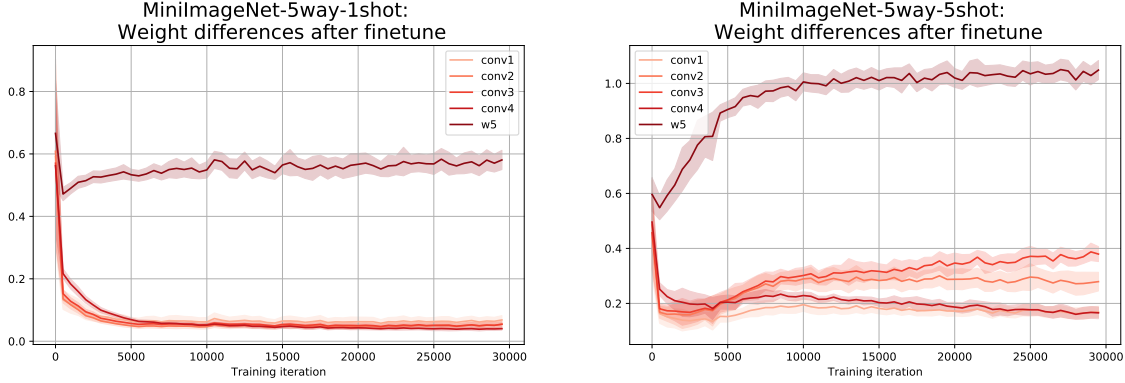 MiniImageNet-5way-1shot:
Weight differences after finetune
0.8
0.6
0.4
0.2
0.0
conv1
conv2
conv3
conv4
w5
0
5000
10000
15000
20000
25000
30000
Training iteration
MiniImageNet-5way-5shot:
Weight differences after finetune
1.0
0.8
0.6
0.4
0.2
conv1
conv2
conv3
conv4
w5
0
5000
10000
15000
20000
25000
30000
Training iteration